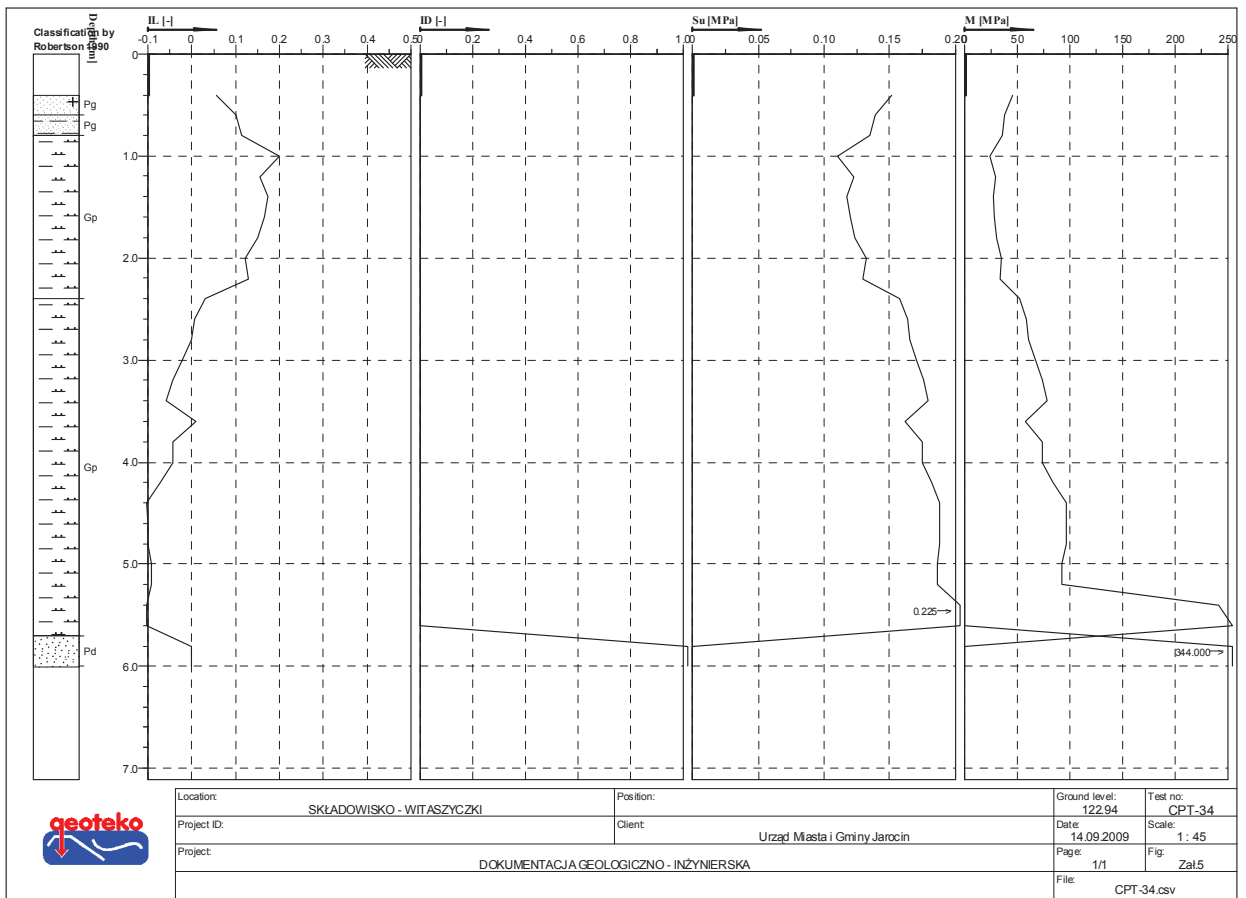 Classification by
Robertson 1990
Depth [m]
IL [-]
-0.1 0 0.1 0.2 0.3 0.4 0.5
ID [-]
0 0.2 0.4 0.6 0.8 1.0
Su [MPa]
0 0.05 0.10 0.15 0.20
M [MPa]
0 50 100 150 200 250
0
1.0
2.0
3.0
4.0
5.0
6.0
7.0
Pg
Pg
Gp
Gp
Pd
0.225
344.000
geoteko
Location:
SKŁADOWISKO - WITASZYCZKI
Position:
Ground level:
122.94
Test no:
CPT-34
Project ID:
Client:
Urząd Miasta i Gminy Jarocin
Date:
14.09.2009
Scale:
1 : 45
Project:
DOKUMENTACJA GEOLOGICZNO - INŻYNIERSKA
Page:
1/1
Fig:
Zał.5
File:
CPT-34.csv